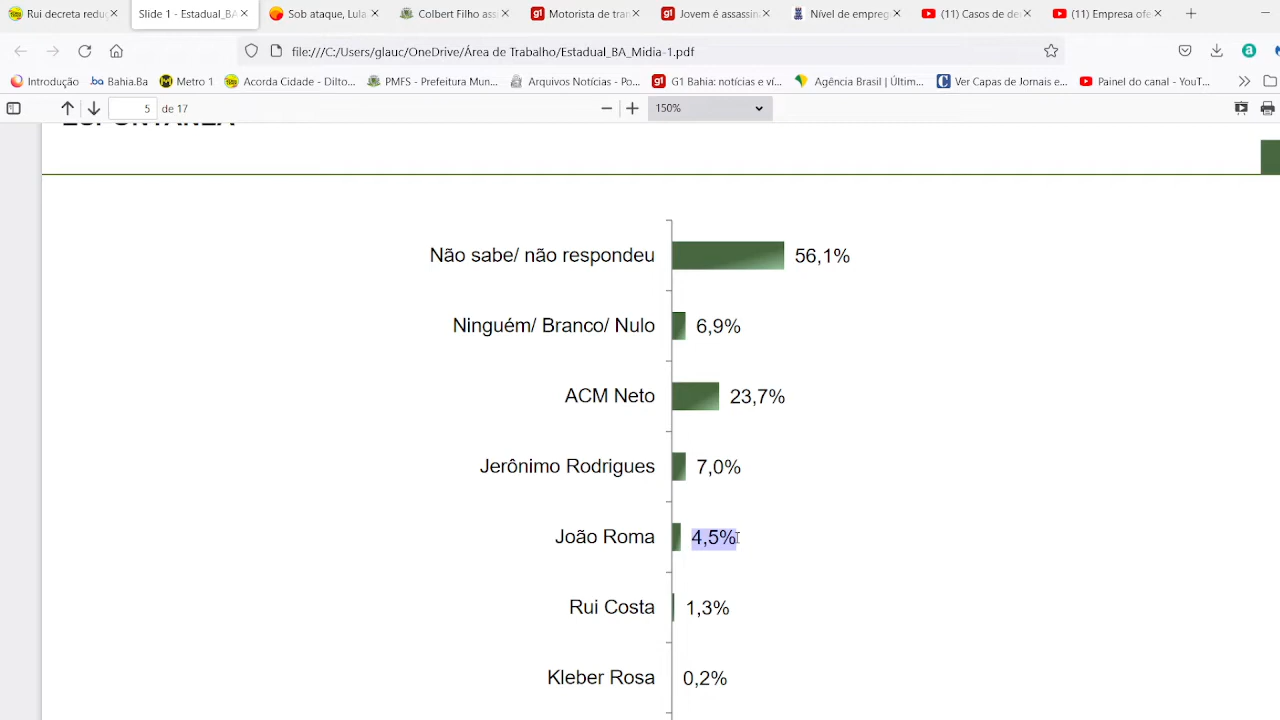 Rui decreta redu
Slide 1 - Estadual_BA
Sob ataque, Lula
Colbert Filho ass
Motorista de tran
Jovem é assassin
Nível de empreg
(11) Casos de de
(11) Empresa ofe
file:///C:/Users/glauc/OneDrive/Área de Trabalho/Estadual_BA_Midia-1.pdf
Introdução
Bahia.Ba
Metro 1
Acorda Cidade - Dilto...
PMFS - Prefeitura Mun...
Arquivos Notícias - Po...
G1 Bahia: notícias e ví...
Agência Brasil | Últim...
Ver Capas de Jornais e...
Painel do canal - YouT...
5 de 17
150%
ESPONTÂNEA
Não sabe/ não respondeu 56,1%
Ninguém/ Branco/ Nulo 6,9%
ACM Neto 23,7%
Jerônimo Rodrigues 7,0%
João Roma 4,5%
Rui Costa 1,3%
Kleber Rosa 0,2%